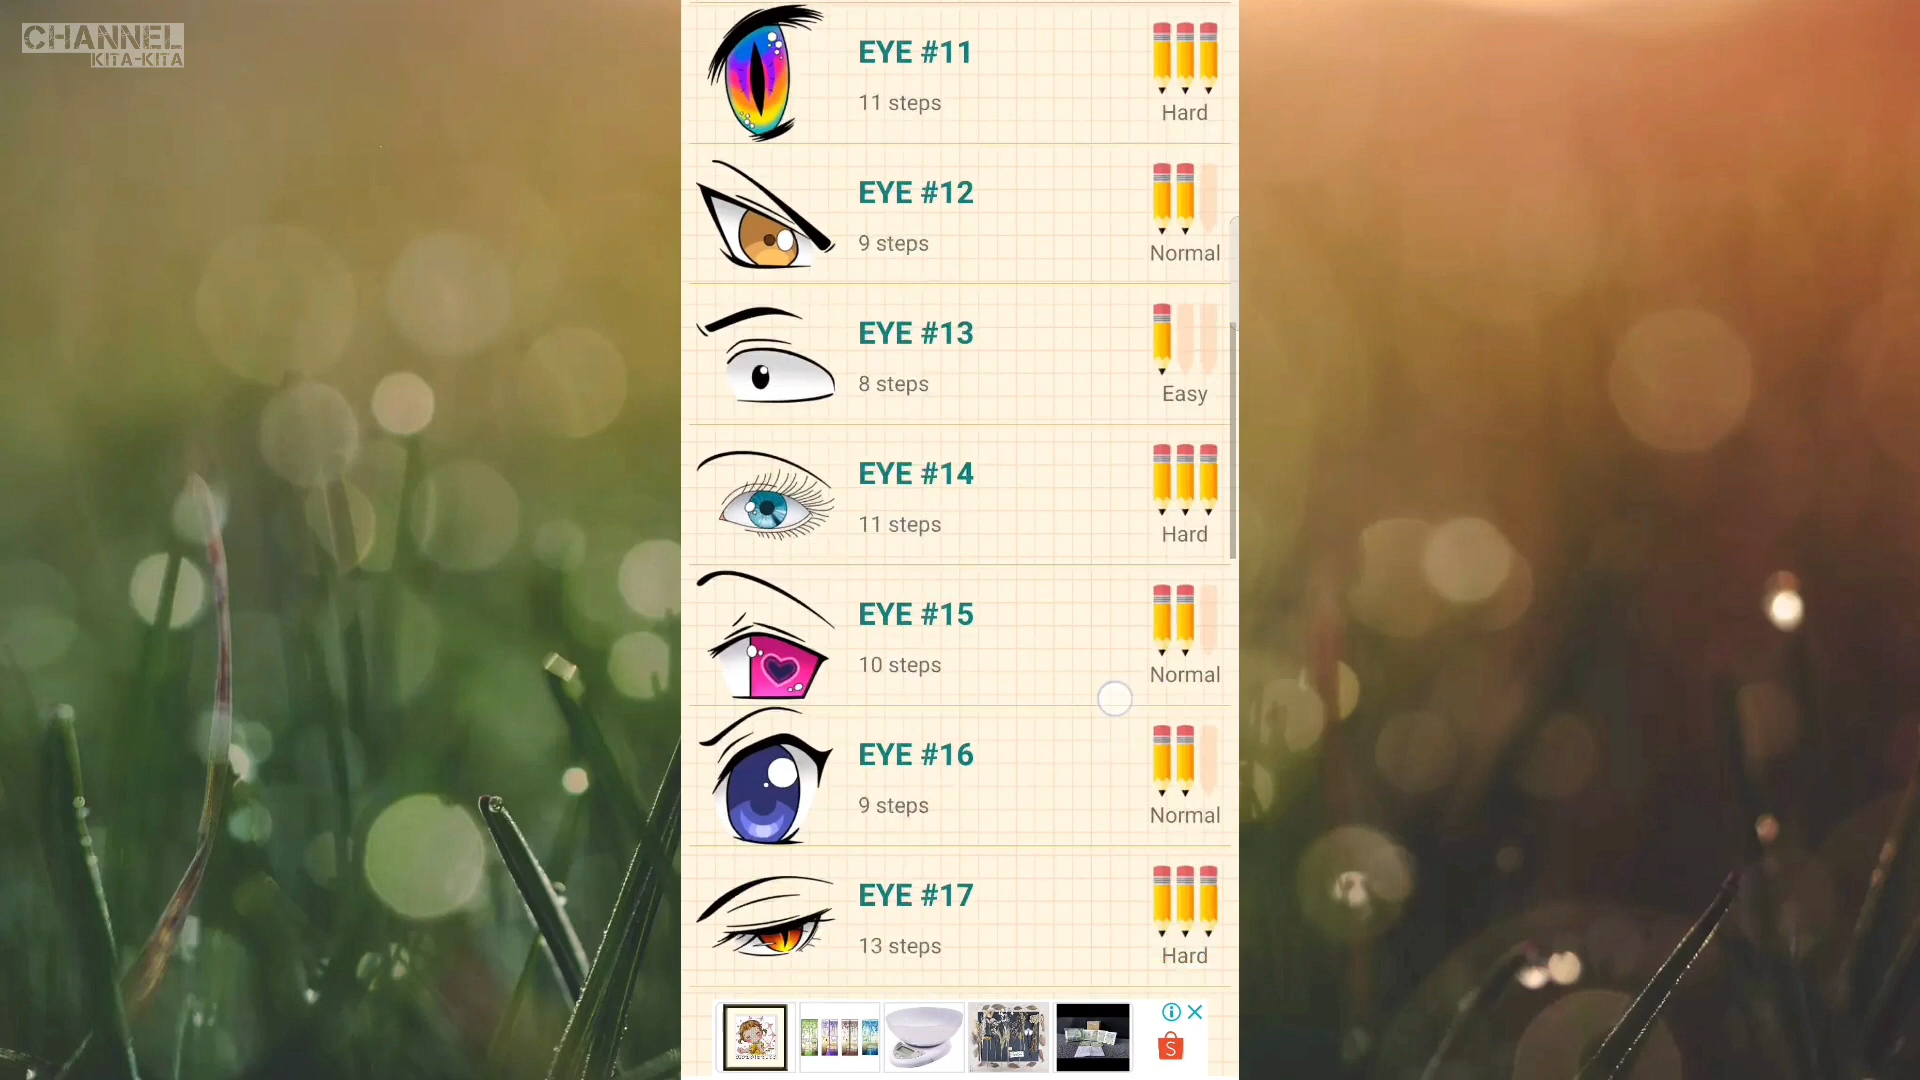 CHANNEL
KITA-KITA
EYE #11
11 steps
Hard
EYE #12
9 steps
Normal
EYE #13
8 steps
Easy
EYE #14
11 steps
Hard
EYE #15
10 steps
Normal
EYE #16
9 steps
Normal
EYE #17
13 steps
Hard